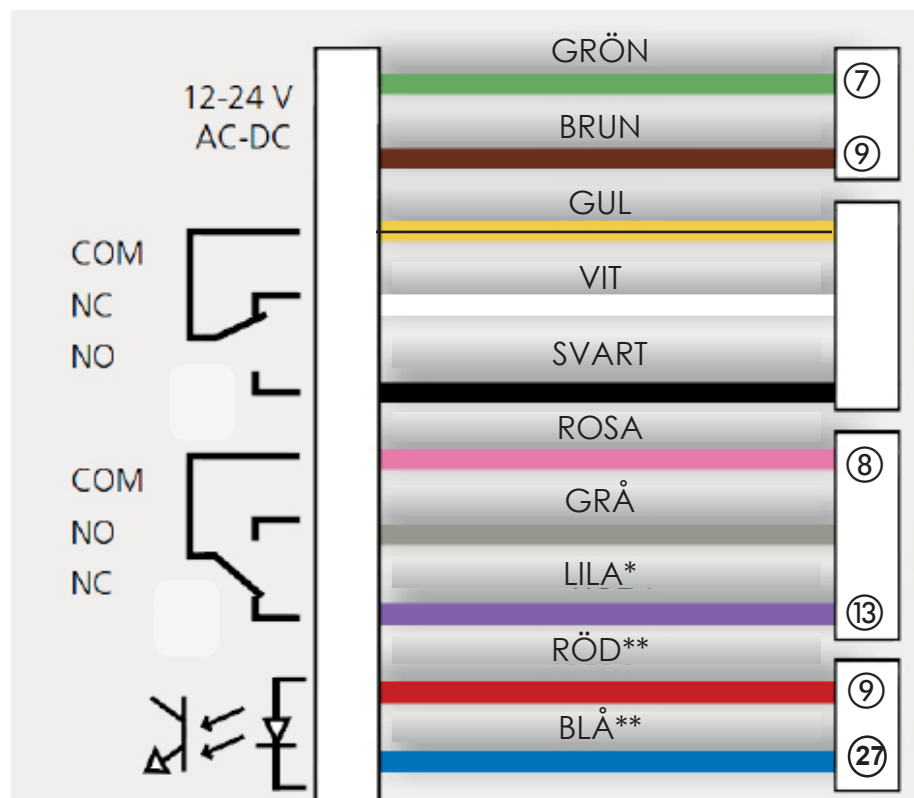 GRÖN
⑦
12-24 V
AC-DC
BRUN
⑨
GUL
COM
VIT
NC
NO
SVART
ROSA
⑧
COM
GRÅ
NO
LILA*
NC
⑬
RÖD**
⑨
BLÅ**
㉗